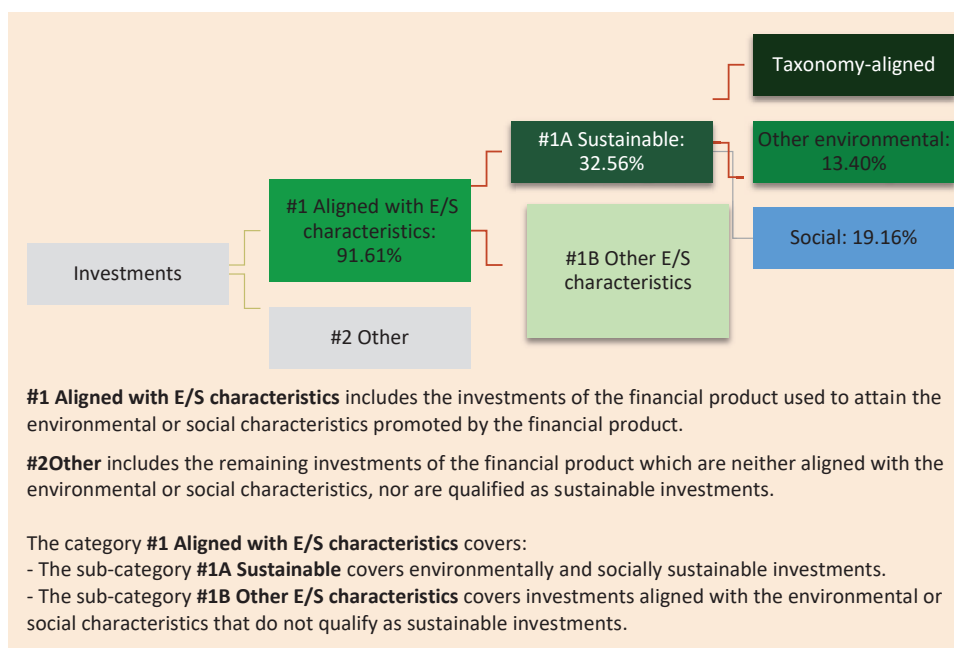 Taxonomy-aligned
#1A Sustainable:
32.56%
Other environmental:
13.40%
#1 Aligned with E/S
characteristics:
91.61%
#1B Other E/S
characteristics
Social: 19.16%
Investments
#2 Other
#1 Aligned with E/S characteristics includes the investments of the financial product used to attain the
environmental or social characteristics promoted by the financial product.
#2Other includes the remaining investments of the financial product which are neither aligned with the
environmental or social characteristics, nor are qualified as sustainable investments.
The category #1 Aligned with E/S characteristics covers:
- The sub-category #1A Sustainable covers environmentally and socially sustainable investments.
- The sub-category #1B Other E/S characteristics covers investments aligned with the environmental or
social characteristics that do not qualify as sustainable investments.